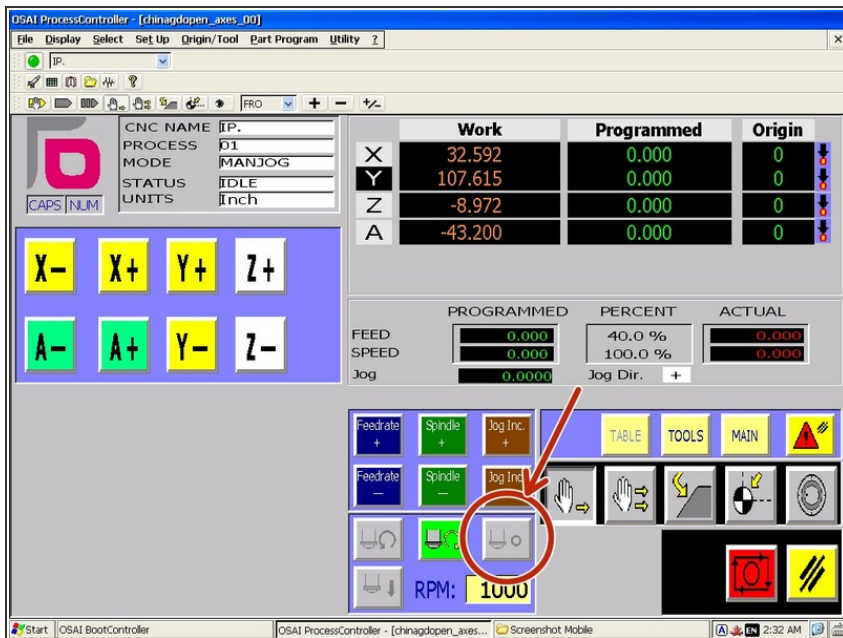 OSAI ProcessController - [chinagdopen_axes_00]
File Display Select Set Up Origin/Tool Part Program Utility ?
IP.
FRO
CNC NAME IP.
PROCESS 01
MODE MANJOG
STATUS IDLE
UNITS Inch
CAPS NUM
Work Programmed Origin
X 32.592 0.000 0
Y 107.615 0.000 0
Z -8.972 0.000 0
A -43.200 0.000 0
X- X+ Y+ Z+
A- A+ Y- Z-
PROGRAMMED PERCENT ACTUAL
FEED 0.000 40.0 % 0.000
SPEED 0.000 100.0 % 0.000
Jog 0.0000 Jog Dir. +
Feedrate + Spindle + Jog Inc. +
TABLE TOOLS MAIN
Feedrate - Spindle - Jog Inc.
RPM: 1000
Start OSAI BootController OSAI ProcessController - [chinagdopen_axes... Screenshot Mobile A EN 2:32 AM